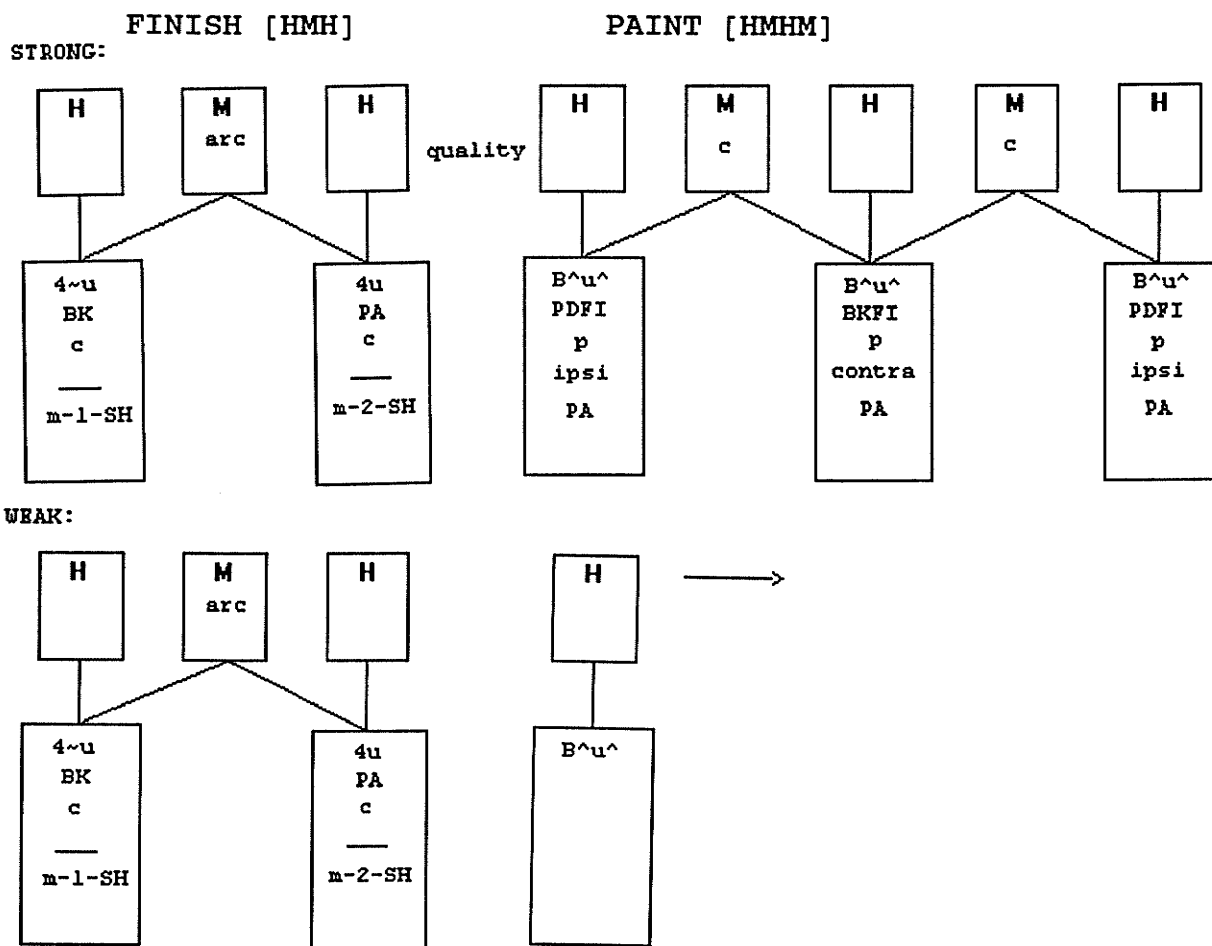 FINISH [HMH] PAINT [HMHM]
STRONG:
H M H H M H M H
arc quality c c
4~u 4u B^u^ B^u^ B^u^
BK PA PDFI BKFI PDFI
c c p p p
ipsi contra ipsi
m-1-SH m-2-SH PA PA PA
WEAK:
H M H H
arc
4~u 4u B^u^
BK PA
c c
m-1-SH m-2-SH